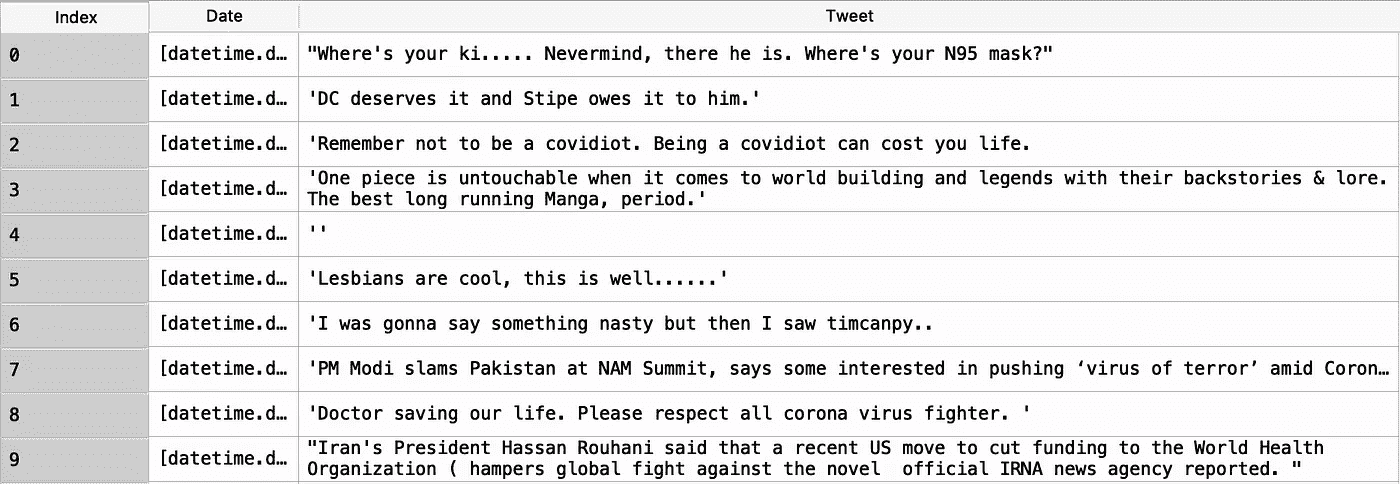 Index Date Tweet
0 [datetime.d… "Where's your ki..... Nevermind, there he is. Where's your N95 mask?"
1 [datetime.d… 'DC deserves it and Stipe owes it to him.'
2 [datetime.d… 'Remember not to be a covidiot. Being a covidiot can cost you life.
3 [datetime.d… 'One piece is untouchable when it comes to world building and legends with their backstories & lore.
The best long running Manga, period.'
4 [datetime.d… ''
5 [datetime.d… 'Lesbians are cool, this is well......'
6 [datetime.d… 'I was gonna say something nasty but then I saw timcanpy..
7 [datetime.d… 'PM Modi slams Pakistan at NAM Summit, says some interested in pushing ‘virus of terror’ amid Coron…
8 [datetime.d… 'Doctor saving our life. Please respect all corona virus fighter. '
9 [datetime.d… "Iran's President Hassan Rouhani said that a recent US move to cut funding to the World Health
Organization ( hampers global fight against the novel  official IRNA news agency reported. "